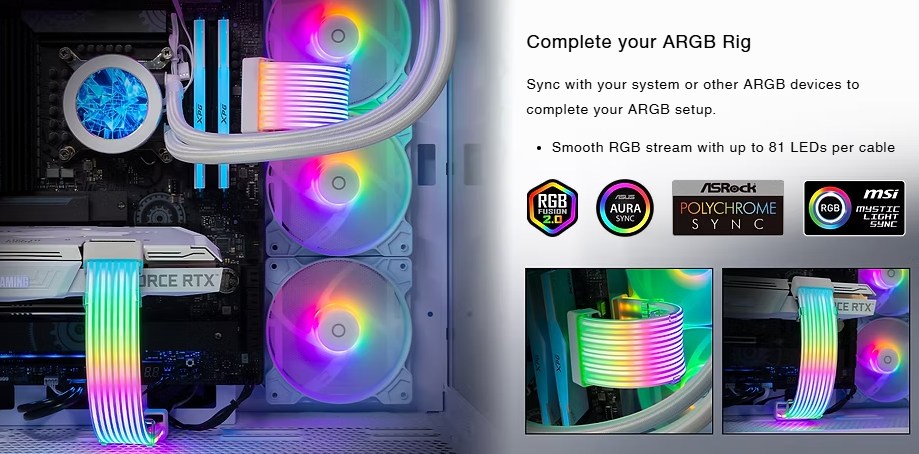 Complete your ARGB Rig
Sync with your system or other ARGB devices to
complete your ARGB setup.
• Smooth RGB stream with up to 81 LEDs per cable
RGB
FUSION
2.0
ASUS
AURA
SYNC
ASRock
POLYCHROME
SYNC
RGB
msi
MYSTIC
LIGHT
SYNC
XPG
XPG
GAMING
ORCE RTX
XPG
CE RTX